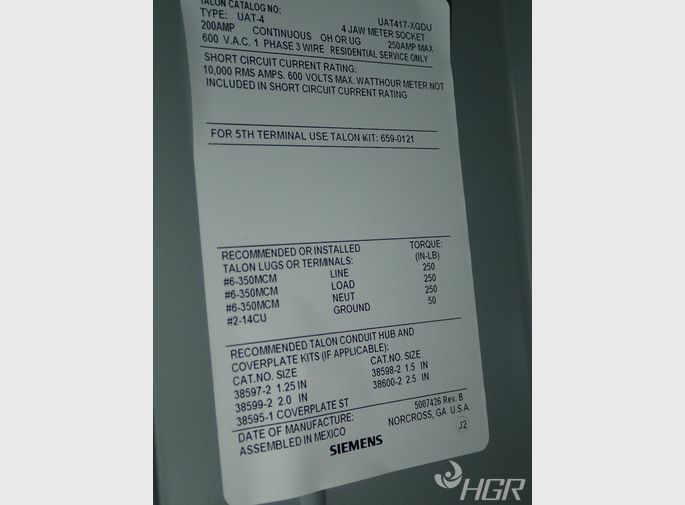 TALON CATALOG NO: UAT417-XGDU
TYPE: UAT-4 4 JAW METER SOCKET
200AMP CONTINUOUS OH OR UG 250AMP MAX
600 V.A.C. 1 PHASE 3 WIRE RESIDENTIAL SERVICE ONLY
SHORT CIRCUIT CURRENT RATING:
10,000 RMS AMPS. 600 VOLTS MAX. WATTHOUR METER NOT
INCLUDED IN SHORT CIRCUIT CURRENT RATING
FOR 5TH TERMINAL USE TALON KIT: 659-0121
RECOMMENDED OR INSTALLED TORQUE:
TALON LUGS OR TERMINALS: (IN-LB)
#6-350MCM LINE 250
#6-350MCM LOAD 250
#6-350MCM NEUT 250
#2-14CU GROUND 50
RECOMMENDED TALON CONDUIT HUB AND
COVERPLATE KITS (IF APPLICABLE):
CAT.NO. SIZE CAT.NO. SIZE
38597-2 1.25 IN 38598-2 1.5 IN
38599-2 2.0 IN 38600-2 2.5 IN
38595-1 COVERPLATE ST
DATE OF MANUFACTURE: 5007426 Rev. B
ASSEMBLED IN MEXICO NORCROSS, GA U.S.A.
SIEMENS J2
HGR